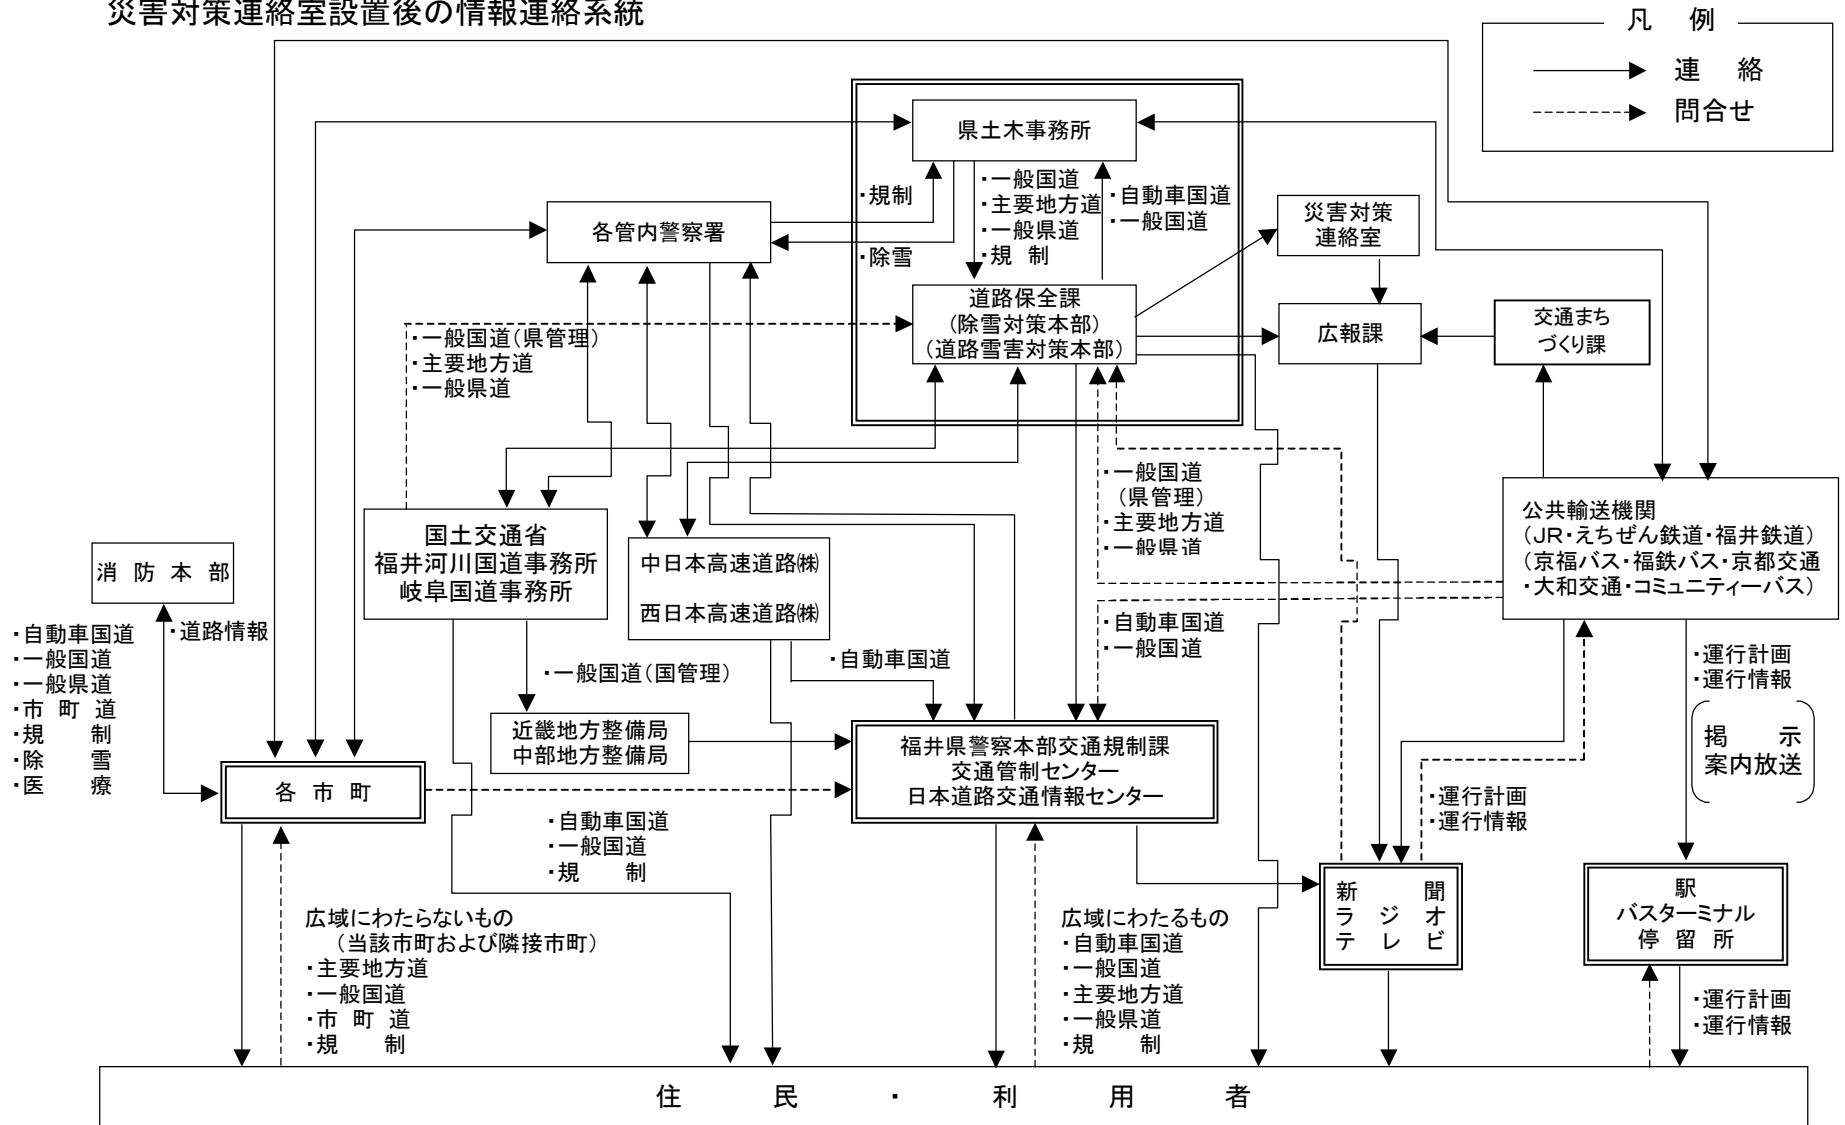 災害対策連絡室設置後の情報連絡系統
凡　例
連　絡
問合せ
県土木事務所
・規制
・除雪
・一般国道
・主要地方道
・一般県道
・規　制
・自動車国道
・一般国道
各管内警察署
災害対策
連絡室
道路保全課
(除雪対策本部)
(道路雪害対策本部)
広報課
交通まち
づくり課
・一般国道(県管理)
・主要地方道
・一般県道
・一般国道
(県管理)
・主要地方道
・一般県道
公共輸送機関
(JR・えちぜん鉄道・福井鉄道)
(京福バス・福鉄バス・京都交通
・大和交通・コミュニティーバス)
国土交通省
福井河川国道事務所
岐阜国道事務所
中日本高速道路㈱
西日本高速道路㈱
消 防 本 部
・道路情報
・自動車国道
・一般国道
・一般県道
・市 町 道
・規　　制
・除　　雪
・医　　療
・自動車国道
・一般国道
・一般国道(国管理)
・自動車国道
・運行計画
・運行情報
掲　　示
案内放送
近畿地方整備局
中部地方整備局
福井県警察本部交通規制課
交通管制センター
日本道路交通情報センター
各 市 町
・自動車国道
・一般国道
・規　　制
・運行計画
・運行情報
新　　聞
ラ ジ オ
テ レ ビ
駅
バスターミナル
停 留 所
広域にわたらないもの
(当該市町および隣接市町)
・主要地方道
・一般国道
・市 町 道
・規　　制
広域にわたるもの
・自動車国道
・一般国道
・主要地方道
・一般県道
・規　　制
・運行計画
・運行情報
住　民　・　利　用　者